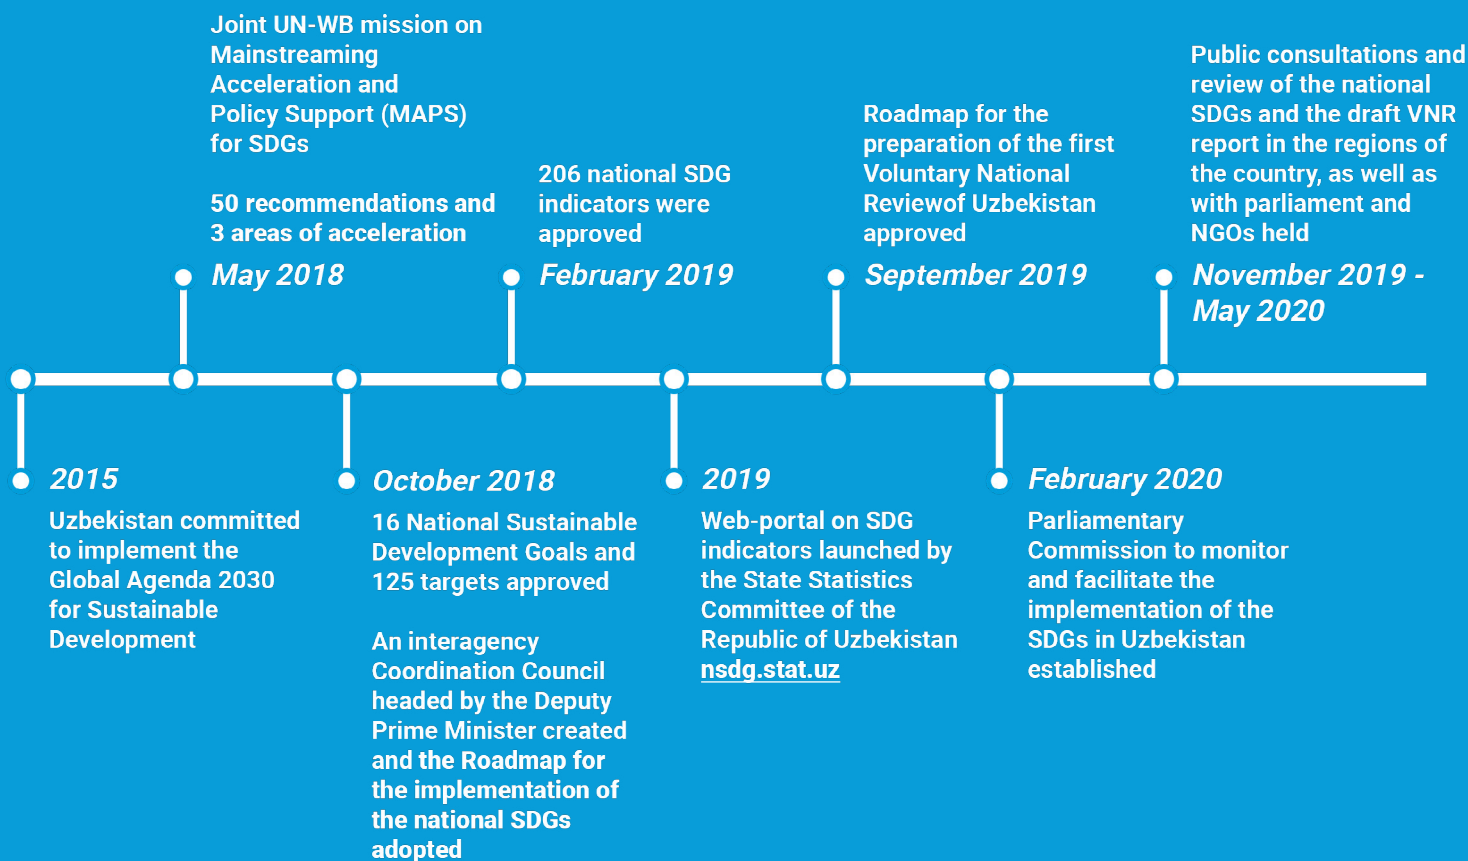 Joint UN-WB mission on
Mainstreaming
Acceleration and
Policy Support (MAPS)
for SDGs
50 recommendations and
3 areas of acceleration
May 2018
206 national SDG
indicators were
approved
February 2019
Roadmap for the
preparation of the first
Voluntary National
Reviewof Uzbekistan
approved
September 2019
Public consultations and
review of the national
SDGs and the draft VNR
report in the regions of
the country, as well as
with parliament and
NGOs held
November 2019 -
May 2020
2015
Uzbekistan committed
to implement the
Global Agenda 2030
for Sustainable
Development
October 2018
16 National Sustainable
Development Goals and
125 targets approved
An interagency
Coordination Council
headed by the Deputy
Prime Minister created
and the Roadmap for
the implementation of
the national SDGs
adopted
2019
Web-portal on SDG
indicators launched by
the State Statistics
Committee of the
Republic of Uzbekistan
nsdg.stat.uz
February 2020
Parliamentary
Commission to monitor
and facilitate the
implementation of the
SDGs in Uzbekistan
established